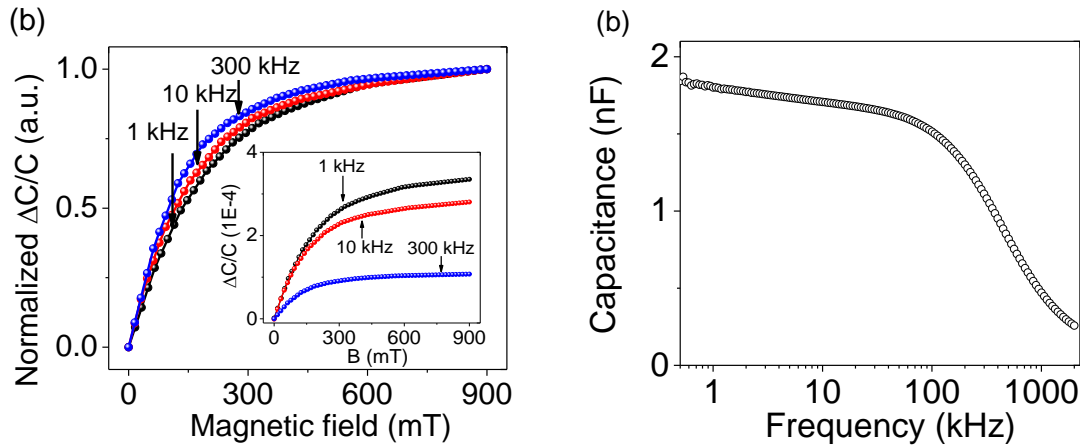 (b)
Normalized ΔC/C (a.u.)
1.0
0.5
0.0
300 kHz
10 kHz
1 kHz
0
300
600
900
Magnetic field (mT)
ΔC/C (1E-4)
4
2
0
1 kHz
10 kHz
300 kHz
0
300
600
900
B (mT)
(b)
Capacitance (nF)
2
1
0
1
10
100
1000
Frequency (kHz)